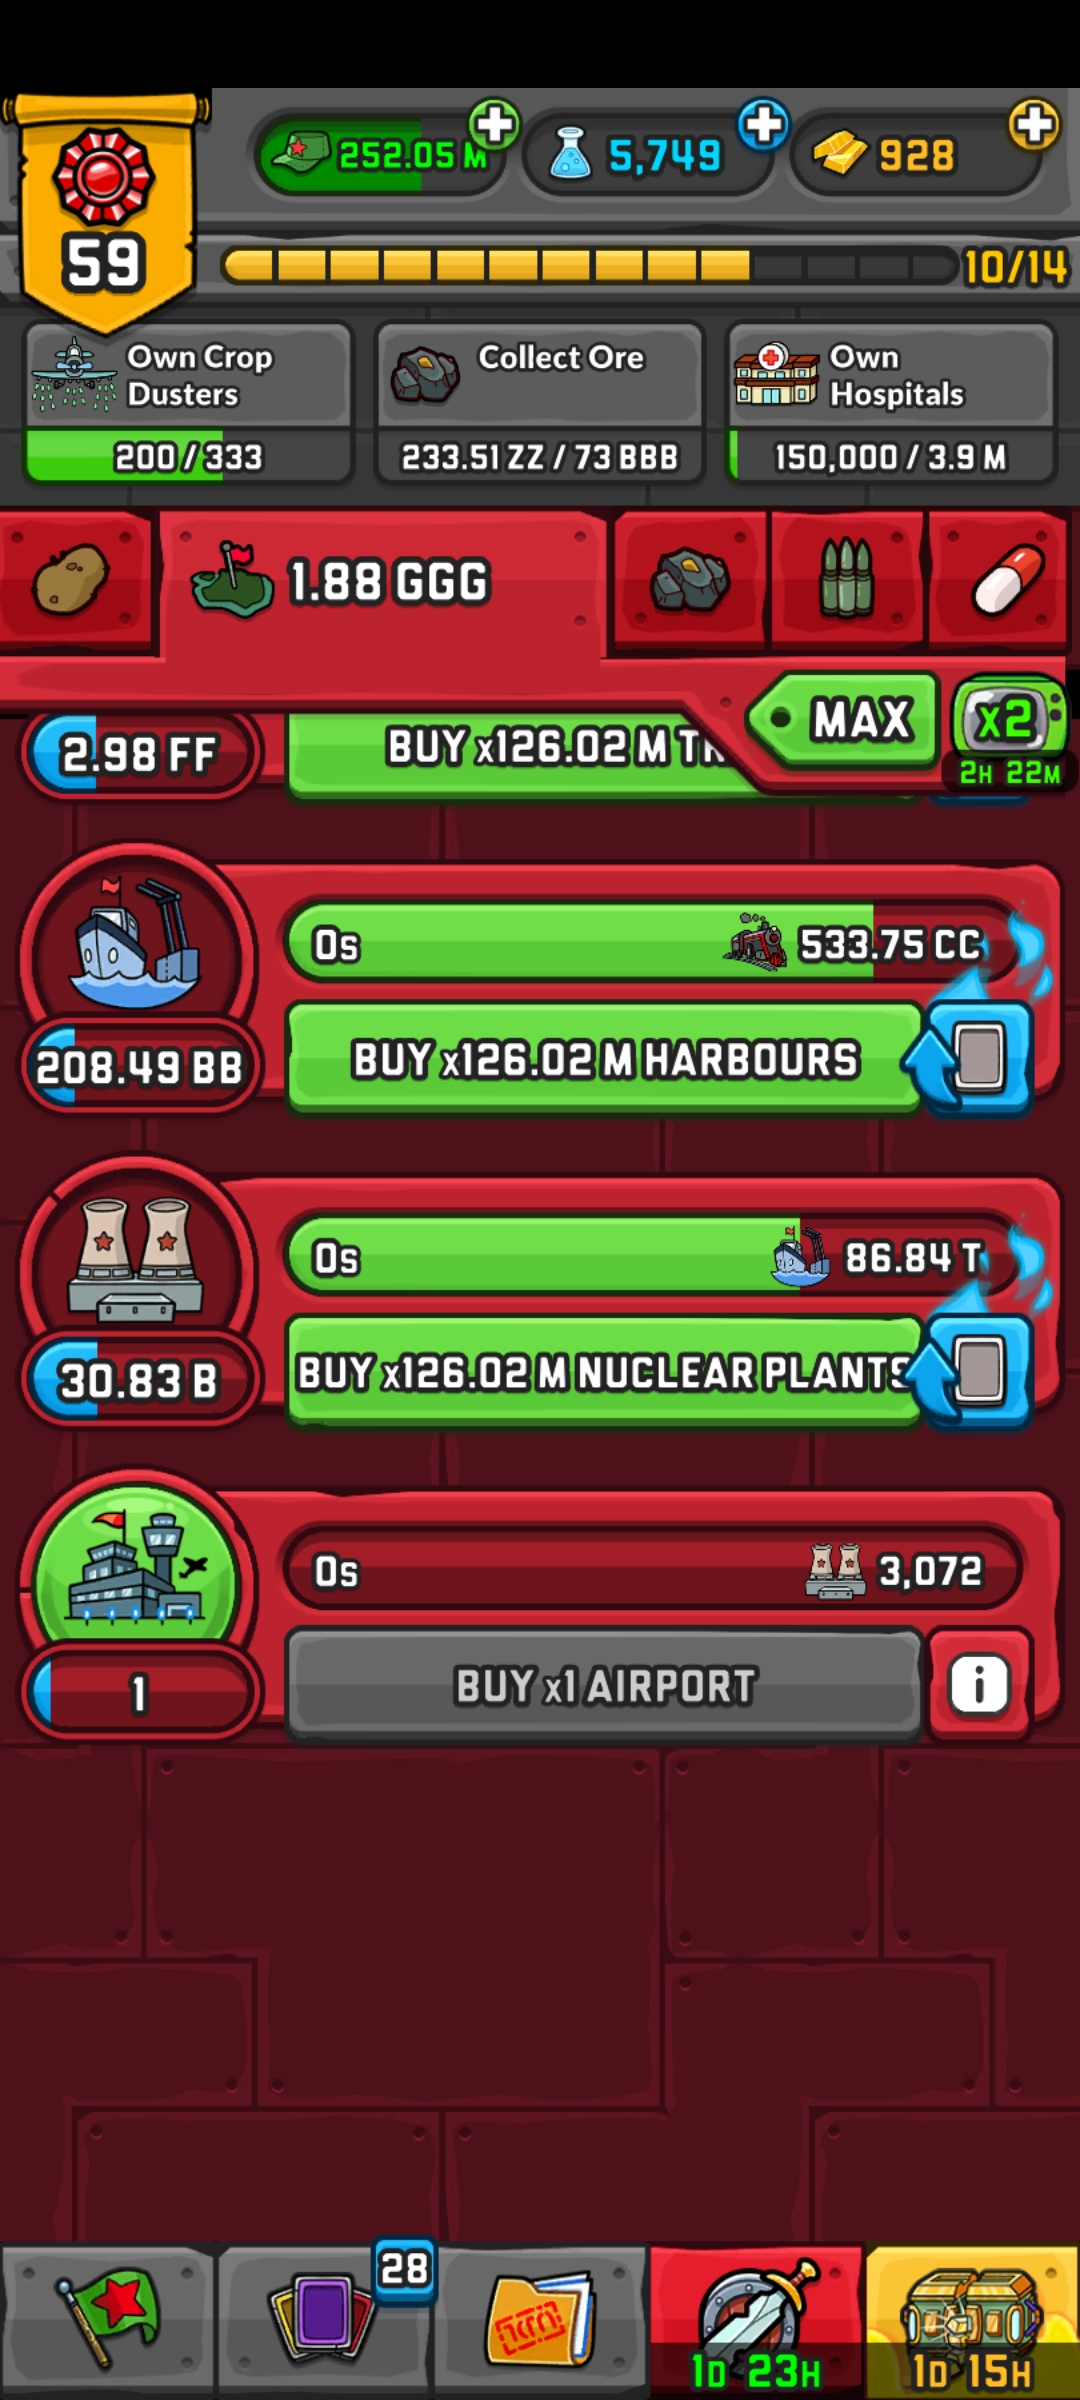 252.05 M
5,749
928
59
10/14
Own Crop
Dusters
200 / 333
Collect Ore
233.51 ZZ / 73 BBB
Own
Hospitals
150,000 / 3.9 M
1.88 GGG
MAX
x2
2H 22M
2.98 FF
BUY x126.02 M TR
0s
533.75 CC
208.49 BB
BUY x126.02 M HARBOURS
0s
86.84 T
30.83 B
BUY x126.02 M NUCLEAR PLANTS
0s
3,072
1
BUY x1 AIRPORT
i
28
1D 23H
1D 15H